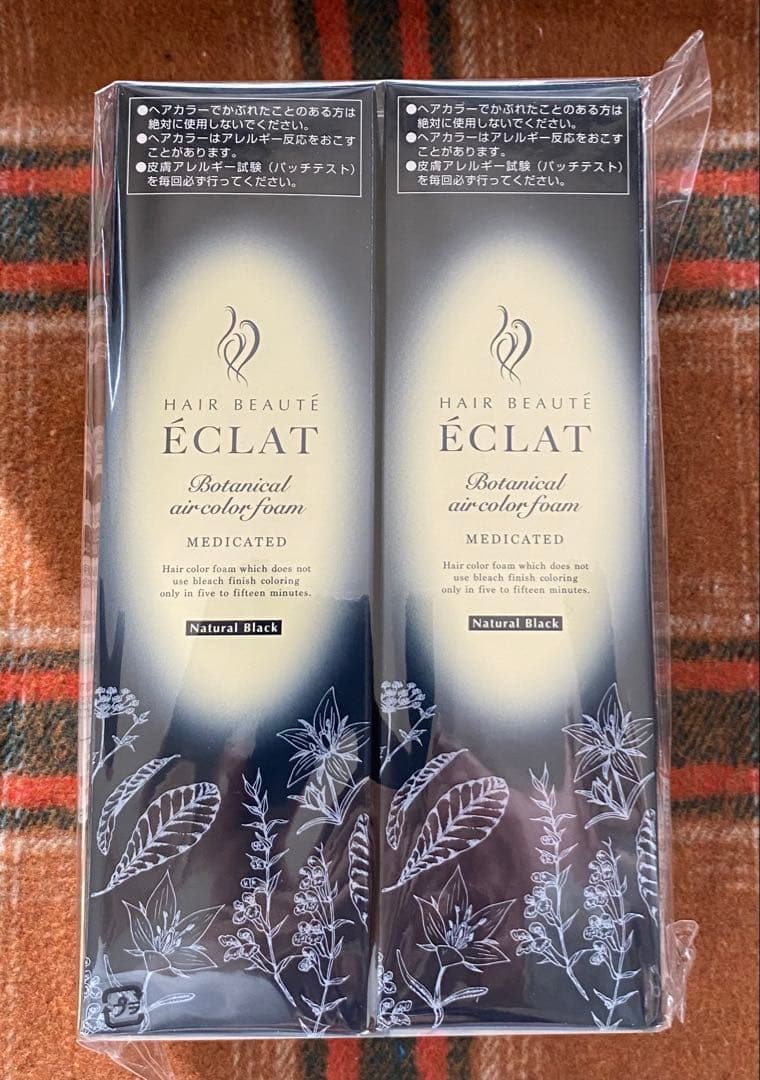 ●ヘアカラーでかぶれたことのある方は
絶対に使用しないでください。
●ヘアカラーはアレルギー反応をおこす
ことがあります。
●皮膚アレルギー試験（パッチテスト）
を毎回必ず行ってください。
HAIR BEAUTÉ
ÉCLAT
Botanical
air color foam
MEDICATED
Hair color foam which does not
use bleach finish coloring
only in five to fifteen minutes.
Natural Black
●ヘアカラーでかぶれたことのある方は
絶対に使用しないでください。
●ヘアカラーはアレルギー反応をおこす
ことがあります。
●皮膚アレルギー試験（パッチテスト）
を毎回必ず行ってください。
HAIR BEAUTÉ
ÉCLAT
Botanical
air color foam
MEDICATED
Hair color foam which does not
use bleach finish coloring
only in five to fifteen minutes.
Natural Black